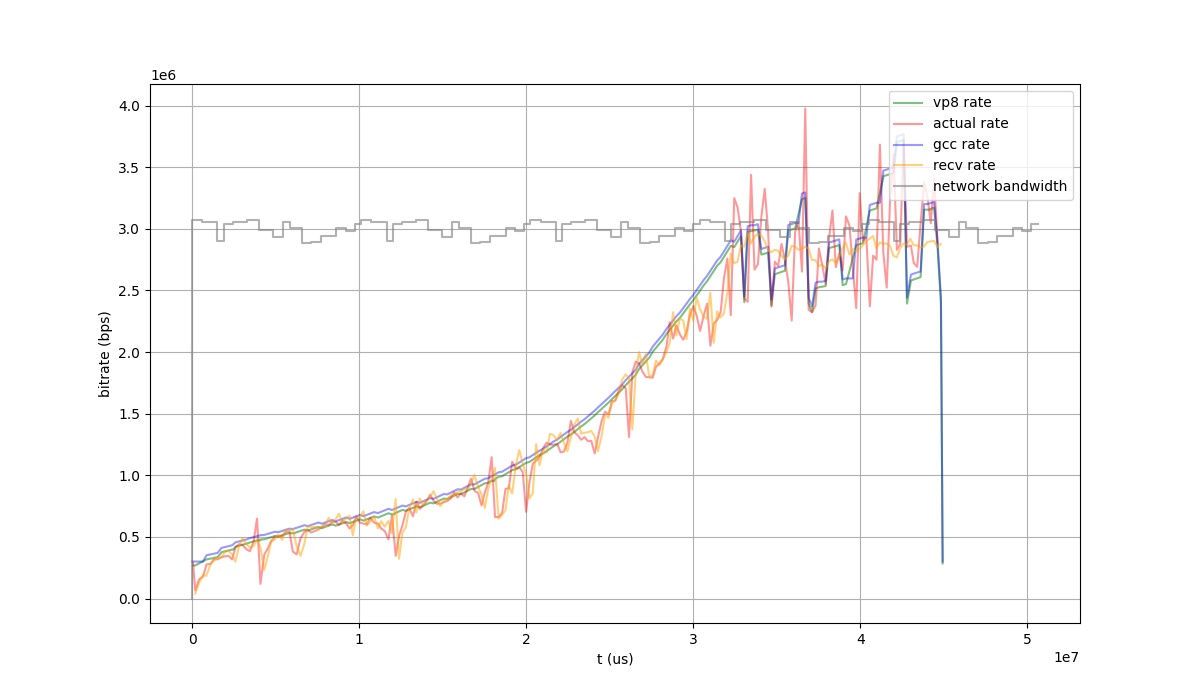 1e6
4.0
3.5
3.0
2.5
2.0
1.5
1.0
0.5
0.0
bitrate (bps)
vp8 rate
actual rate
gcc rate
recv rate
network bandwidth
0 1 2 3 4 5
t (us)
1e7